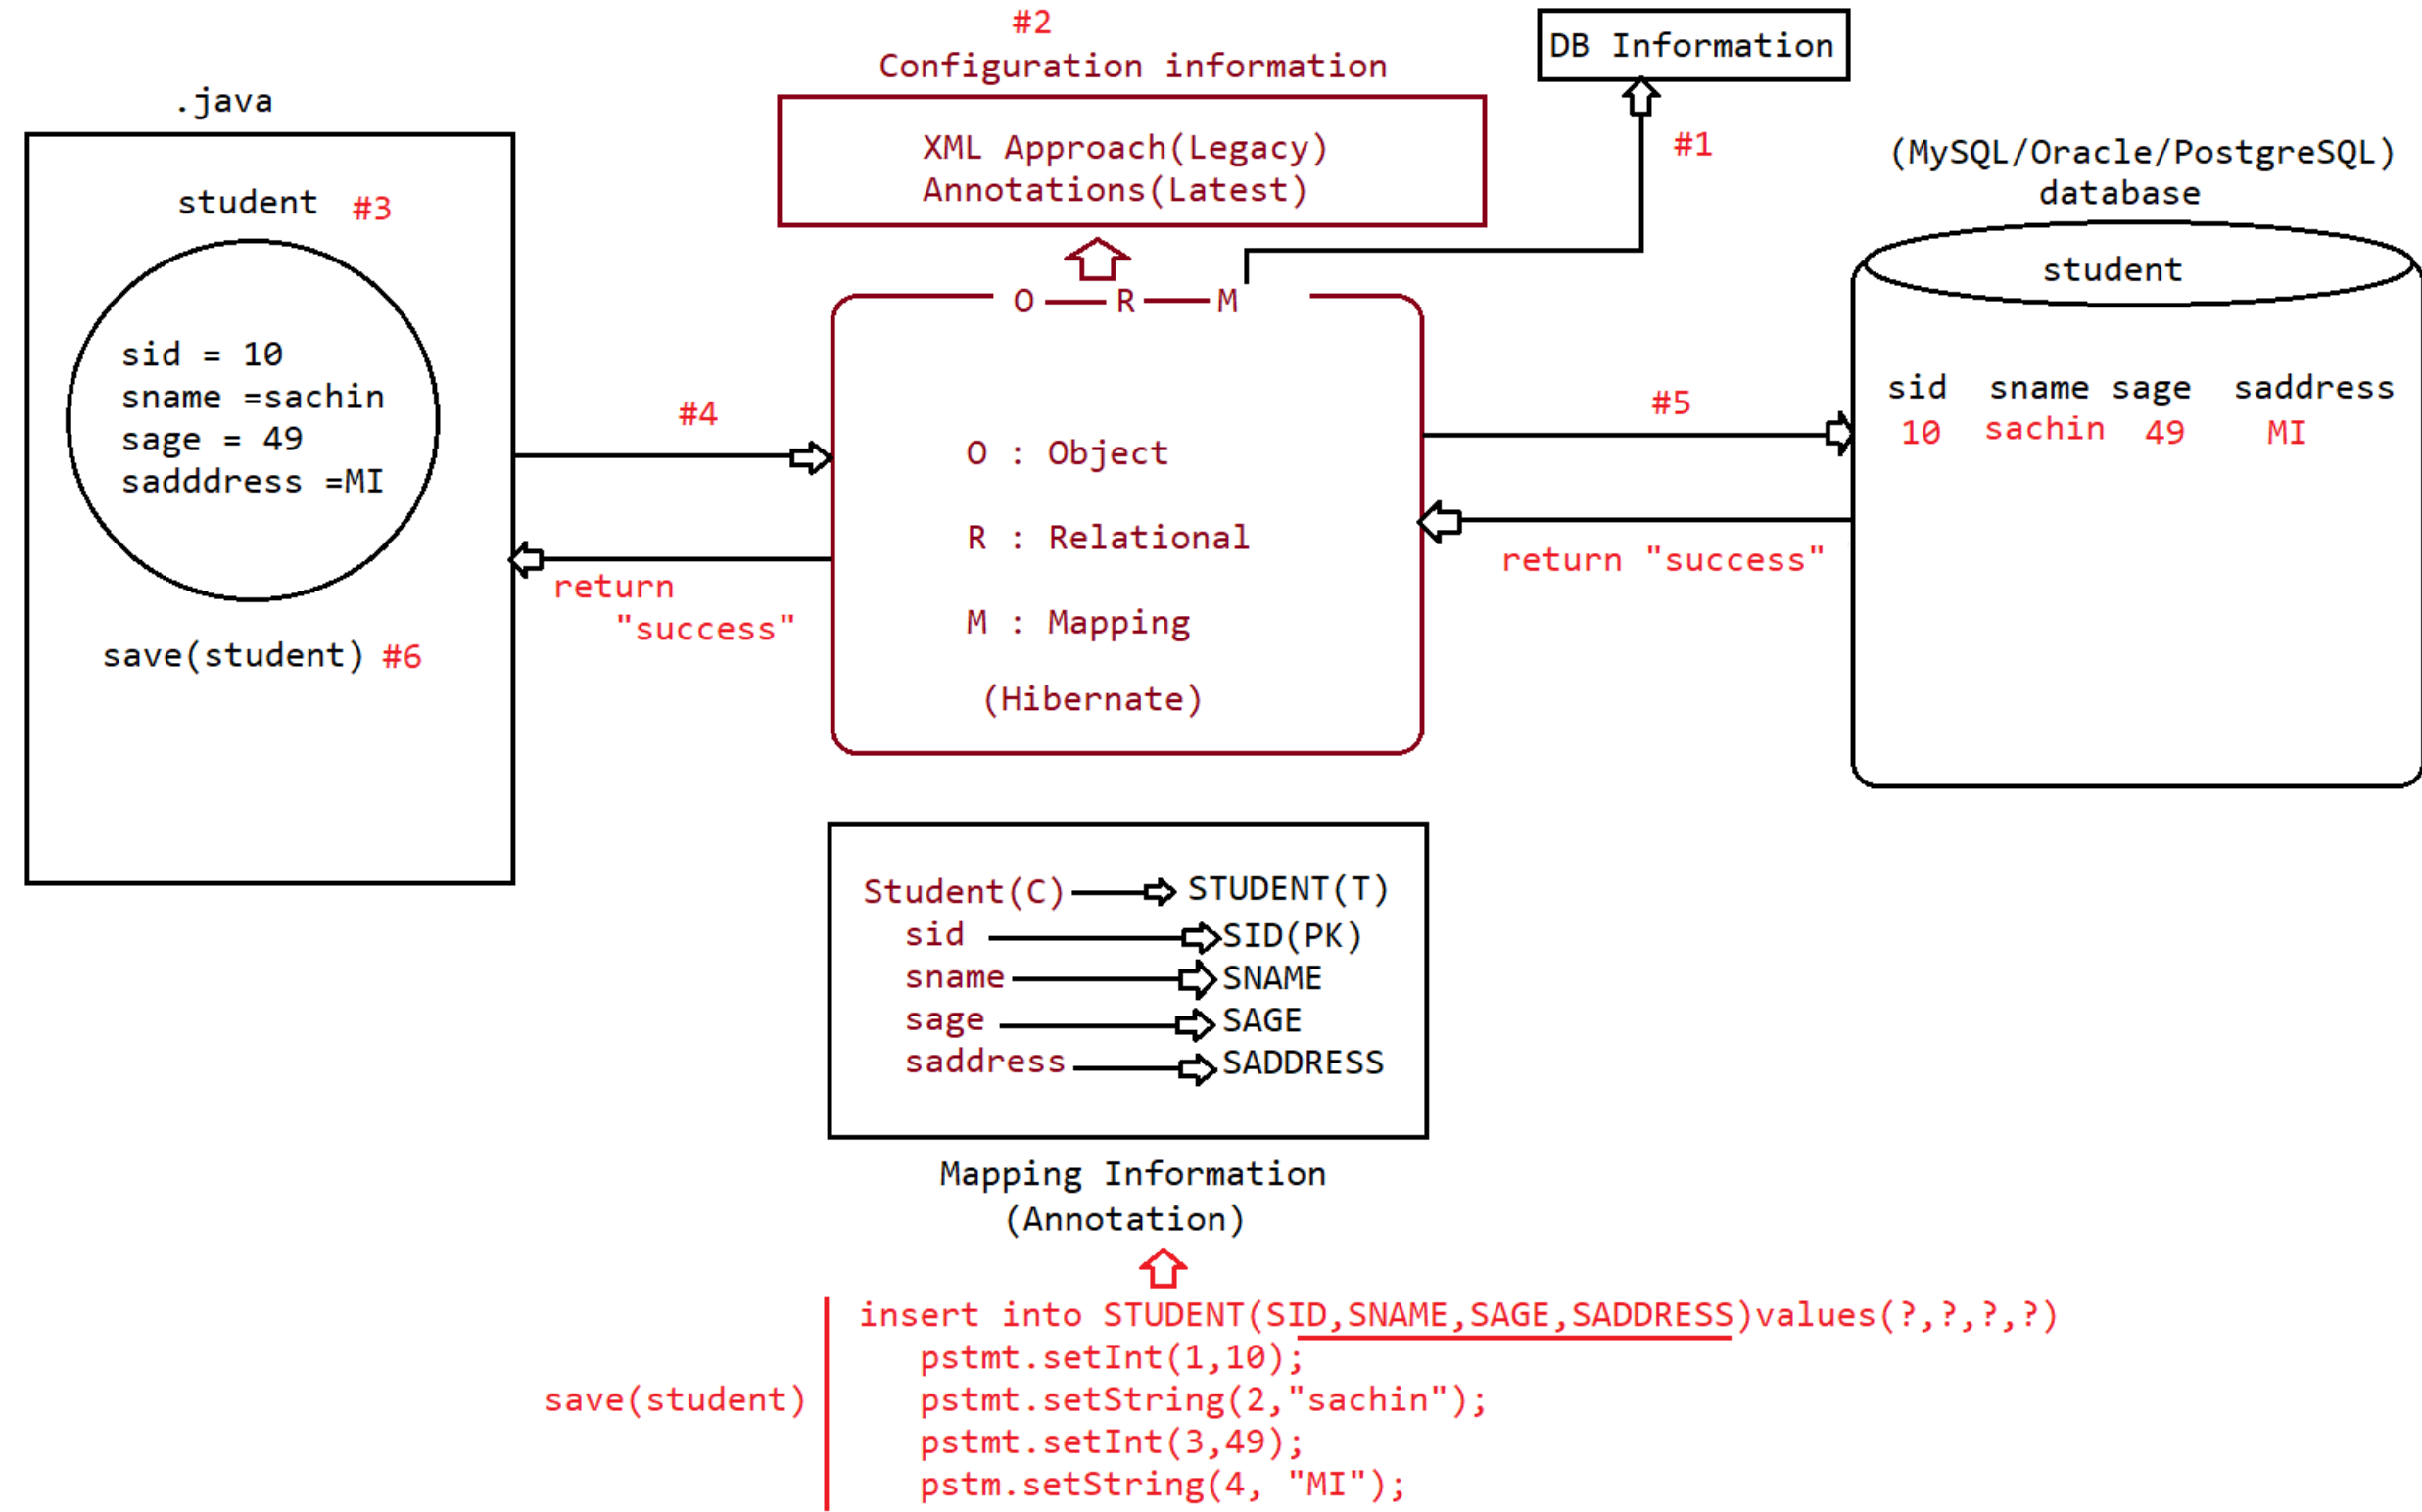 #2
Configuration information
XML Approach(Legacy)
Annotations(Latest)
DB Information
#1
.java
student #3
sid = 10
sname =sachin
sage = 49
sadddress =MI
save(student) #6
#4
return
"success"
O R M
O : Object
R : Relational
M : Mapping
(Hibernate)
#5
return "success"
(MySQL/Oracle/PostgreSQL)
database
student
sid sname sage saddress
10 sachin 49 MI
Student(C) STUDENT(T)
sid SID(PK)
sname SNAME
sage SAGE
saddress SADDRESS
Mapping Information
(Annotation)
save(student)
insert into STUDENT(SID,SNAME,SAGE,SADDRESS)values(?,?,?,?)
pstmt.setInt(1,10);
pstmt.setString(2,"sachin");
pstmt.setInt(3,49);
pstm.setString(4, "MI");